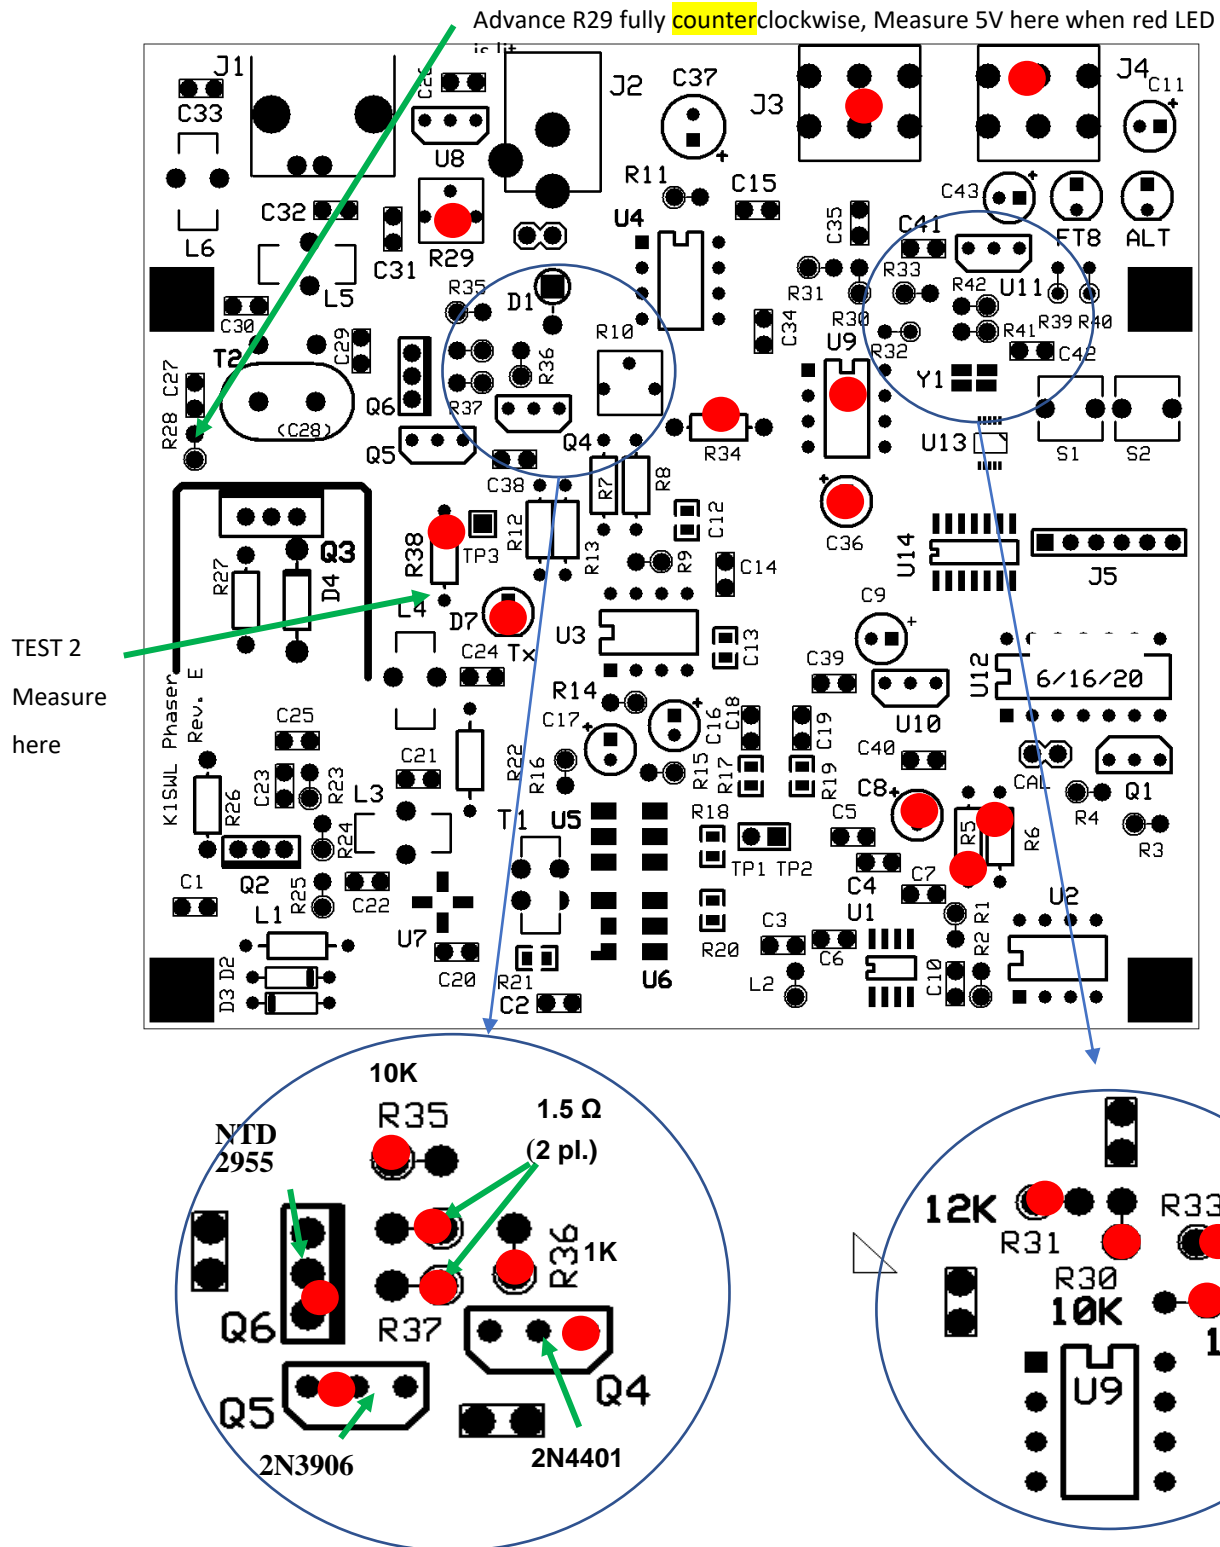 Advance R29 fully counterclockwise, Measure 5V here when red LED
is lit
J1
C33
C26
J2
C37
J3
J4
C11
U8
R11
C15
C43
C32
L6
C31
R29
U4
C35
C41
FT8
ALT
L5
R35
D1
R31
R33
R42
U11
C30
R30
R39
R40
T2
C29
R36
R10
C34
U9
R32
R41
C42
C27
Q6
R37
Y1
R28
(C28)
Q5
Q4
R34
U13
S1
S2
C38
R7
R8
C12
C36
Q3
R38
TP3
R12
R13
R9
C14
U14
J5
R27
D4
L4
D7
Tx
U3
C13
C9
TEST 2
Measure
here
C24
C39
U12
6/16/20
K1SWL Phaser
Rev. E
R14
C17
C16
C18
C19
U10
C25
C21
R22
R16
R15
R17
R19
C40
CAL
R26
C23
R23
L3
C8
R4
Q1
T1
U5
R18
C5
R5
R6
R3
R24
TP1 TP2
Q2
R25
C22
C4
C7
C1
L1
U7
U1
R1
U2
R20
C3
C6
R2
D2
D3
C20
R21
U6
L2
C10
C2
10K
R35
1.5 Ω
(2 pl.)
NTD
2955
12K
R33
R31
R36
1K
R30
10K
Q6
R37
1
Q5
Q4
U9
2N3906
2N4401